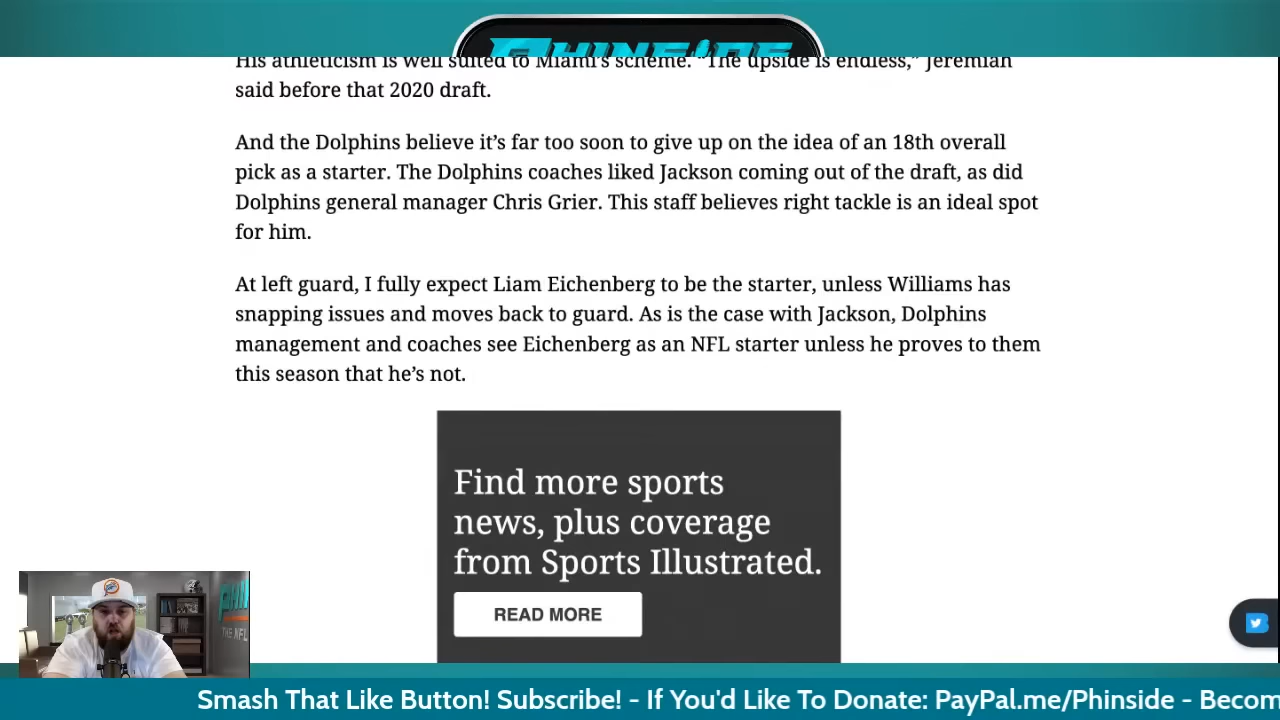 PHINSIDE
His athleticism is well suited to Miami's scheme. “The upside is endless,” Jeremiah
said before that 2020 draft.
And the Dolphins believe it’s far too soon to give up on the idea of an 18th overall
pick as a starter. The Dolphins coaches liked Jackson coming out of the draft, as did
Dolphins general manager Chris Grier. This staff believes right tackle is an ideal spot
for him.
At left guard, I fully expect Liam Eichenberg to be the starter, unless Williams has
snapping issues and moves back to guard. As is the case with Jackson, Dolphins
management and coaches see Eichenberg as an NFL starter unless he proves to them
this season that he’s not.
Find more sports
news, plus coverage
from Sports Illustrated.
READ MORE
THE NFL
Smash That Like Button! Subscribe! - If You'd Like To Donate: PayPal.me/Phinside - Becom